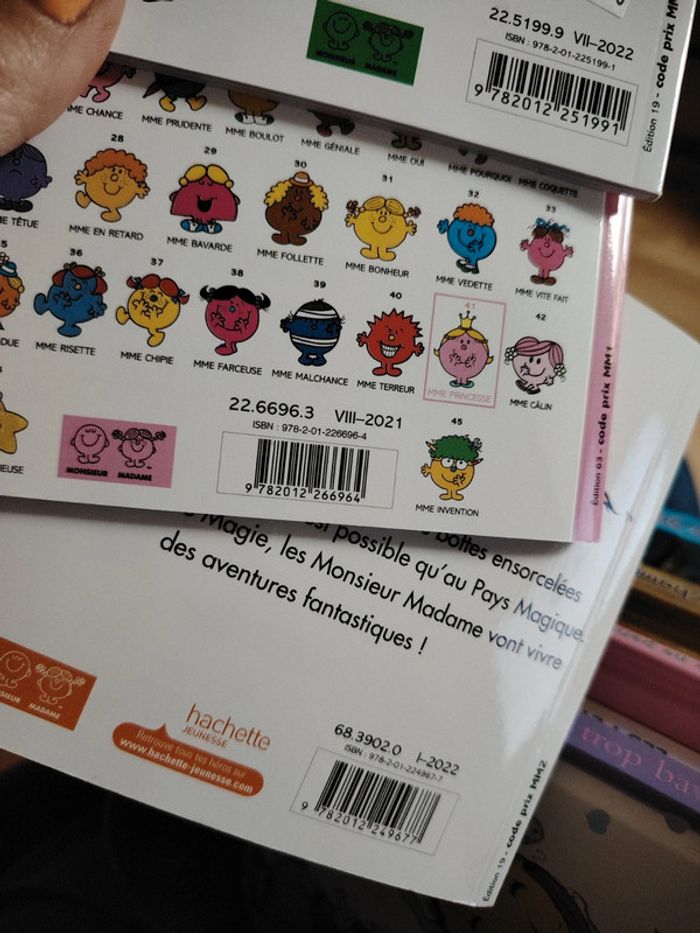 MONSIEUR MADAME
22.5199.9 VII–2022
ISBN : 978-2-01-225199-1
9 782012 251991
Édition 19 - code prix
MME CHANCE
MME PRUDENTE
MME BOULOT
MME GÉNIALE
MME OUI
MME POURQUOI
MME COQUETTE
28
29
30
31
32
33
TÊTUE
MME EN RETARD
MME BAVARDE
MME FOLLETTE
MME BONHEUR
MME VEDETTE
MME VITE FAIT
36
37
38
39
40
41
42
MME RISETTE
MME CHIPIE
MME FARCEUSE
MME MALCHANCE
MME TERREUR
MME PRINCESSE
MME CÂLIN
45
MME INVENTION
MONSIEUR MADAME
22.6696.3 VIII–2021
ISBN : 978-2-01-226696-4
9 782012 266964
Édition 63 - code prix MM1
bottes ensorcelées
possible qu'au Pays Magique
Magie, les Monsieur Madame vont vivre
des aventures fantastiques !
MADAME
hachette
JEUNESSE
Retrouve tous tes héros sur
www.hachette-jeunesse.com
68.3902.0 I–2022
ISBN : 978-2-01-224967-7
9 782012 249677
Édition 19 - code prix MM2
trop